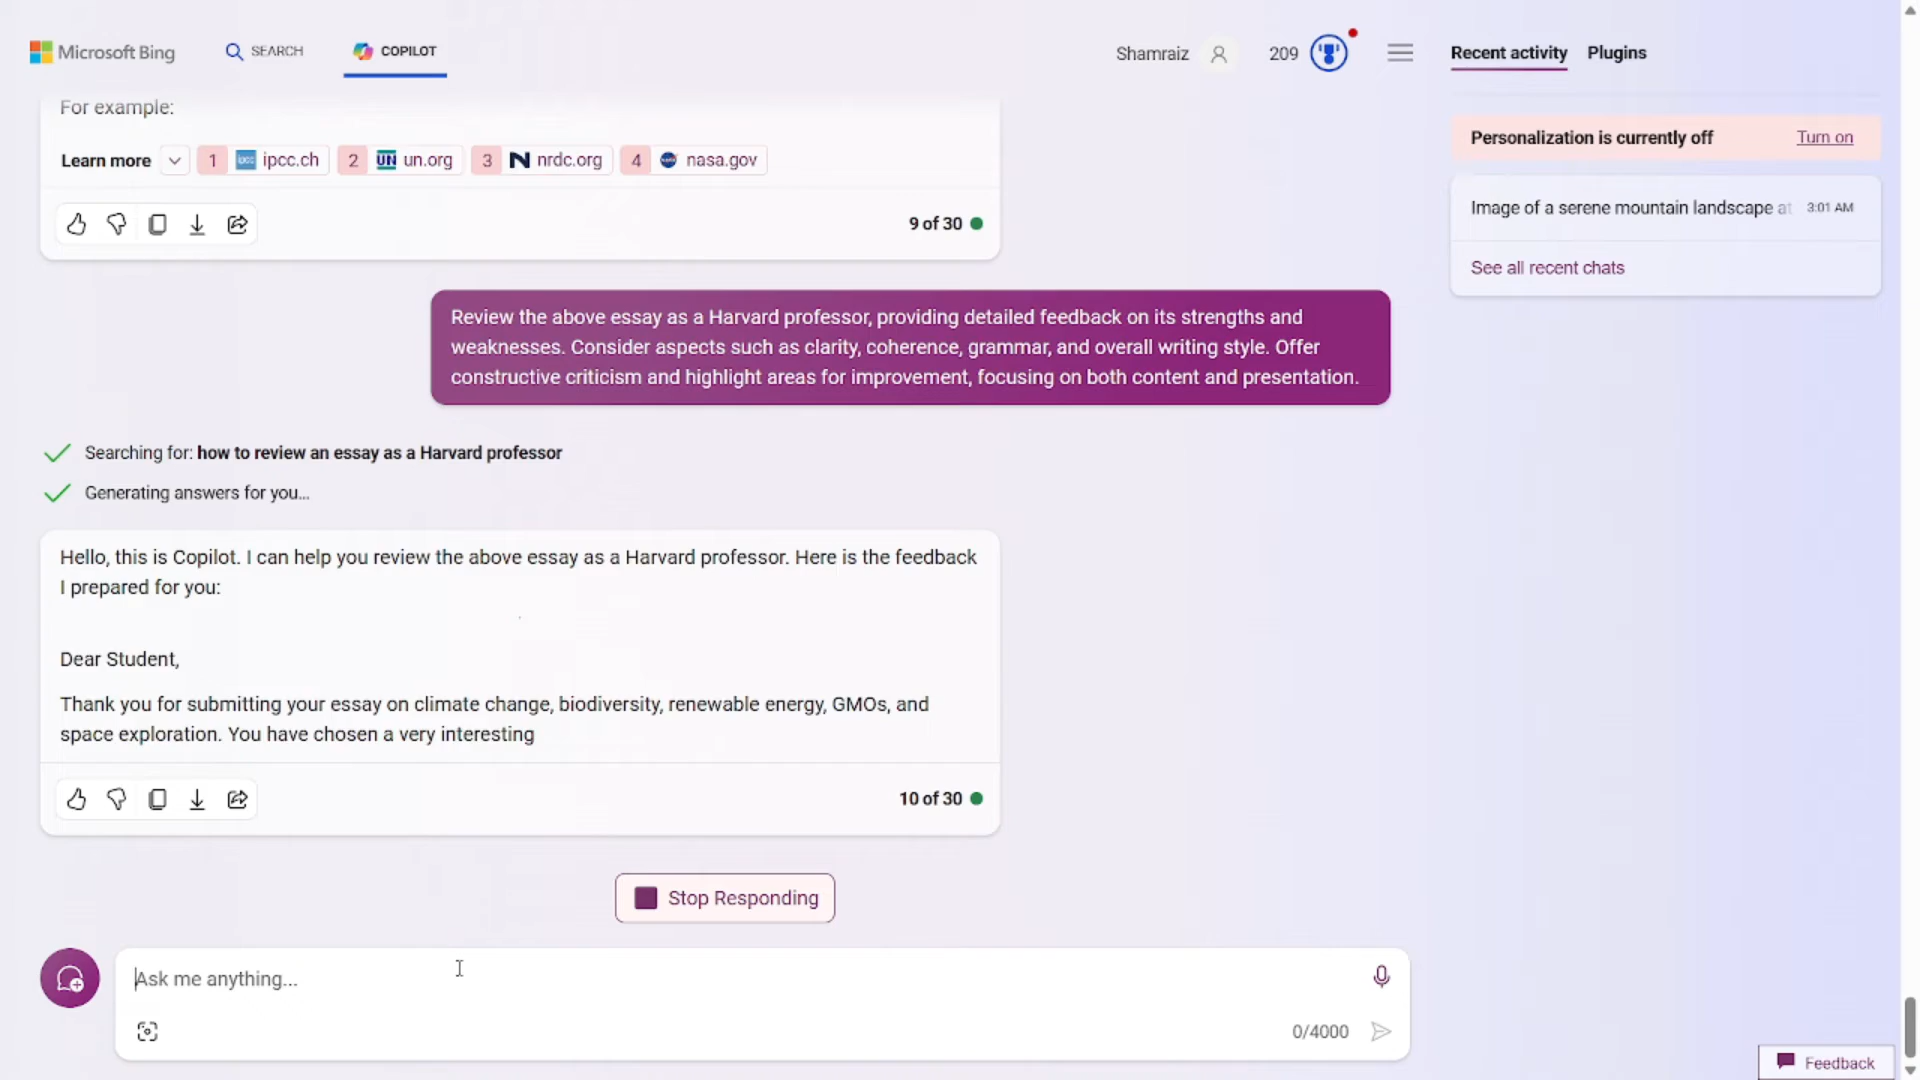 Microsoft Bing
SEARCH
COPILOT
Shamraiz
209
Recent activity
Plugins
For example:
Learn more
1 ipcc ipcc.ch
2 UN un.org
3 N nrdc.org
4 nasa.gov
9 of 30
Personalization is currently off
Turn on
Image of a serene mountain landscape at
3:01 AM
See all recent chats
Review the above essay as a Harvard professor, providing detailed feedback on its strengths and
weaknesses. Consider aspects such as clarity, coherence, grammar, and overall writing style. Offer
constructive criticism and highlight areas for improvement, focusing on both content and presentation.
Searching for: how to review an essay as a Harvard professor
Generating answers for you...
Hello, this is Copilot. I can help you review the above essay as a Harvard professor. Here is the feedback
I prepared for you:
Dear Student,
Thank you for submitting your essay on climate change, biodiversity, renewable energy, GMOs, and
space exploration. You have chosen a very interesting
10 of 30
Stop Responding
Ask me anything...
0/4000
Feedback